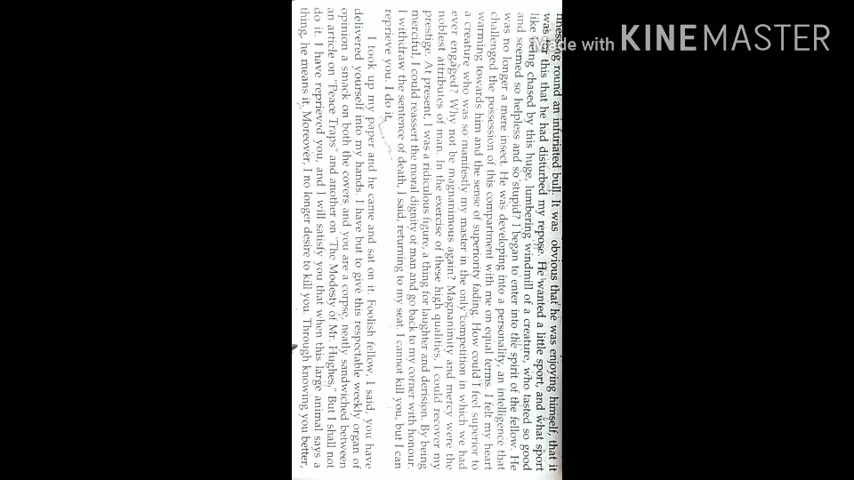 Made with KINEMASTER
round an infuriated bull. It was obvious that he was enjoying himself, that it
was this that he had disturbed my repose. He wanted a little sport, and what sport
like being chased by this huge, lumbering windmill of a creature, who tasted so good
and seemed so helpless and so stupid? I began to enter into the spirit of the fellow. He
was no longer a mere insect. He was developing into a personality, an intelligence that
challenged the possession of this compartment with me on equal terms. I felt my heart
warming towards him and the sense of superiority fading. How could I feel superior to
a creature who was so manifestly my master in the only competition in which we had
ever engaged? Why not be magnanimous again? Magnanimity and mercy were the
noblest attributes of man. In the exercise of these high qualities, I could recover my
prestige. At present, I was a ridiculous figure, a thing for laughter and derision. By being
merciful, I could reassert the moral dignity of man and go back to my corner with honour.
I withdraw the sentence of death, I said, returning to my seat. I cannot kill you, but I can
reprieve you. I do it.
I took up my paper and he came and sat on it. Foolish fellow, I said, you have
delivered yourself into my hands. I have but to give this respectable weekly organ of
opinion a smack on both the covers and you are a corpse, neatly sandwiched between
an article on "Peace Traps" and another on "The Modesty of Mr. Hughes." But I shall not
do it. I have reprieved you, and I will satisfy you that when this large animal says a
thing, he means it. Moreover, I no longer desire to kill you. Through knowing you better,